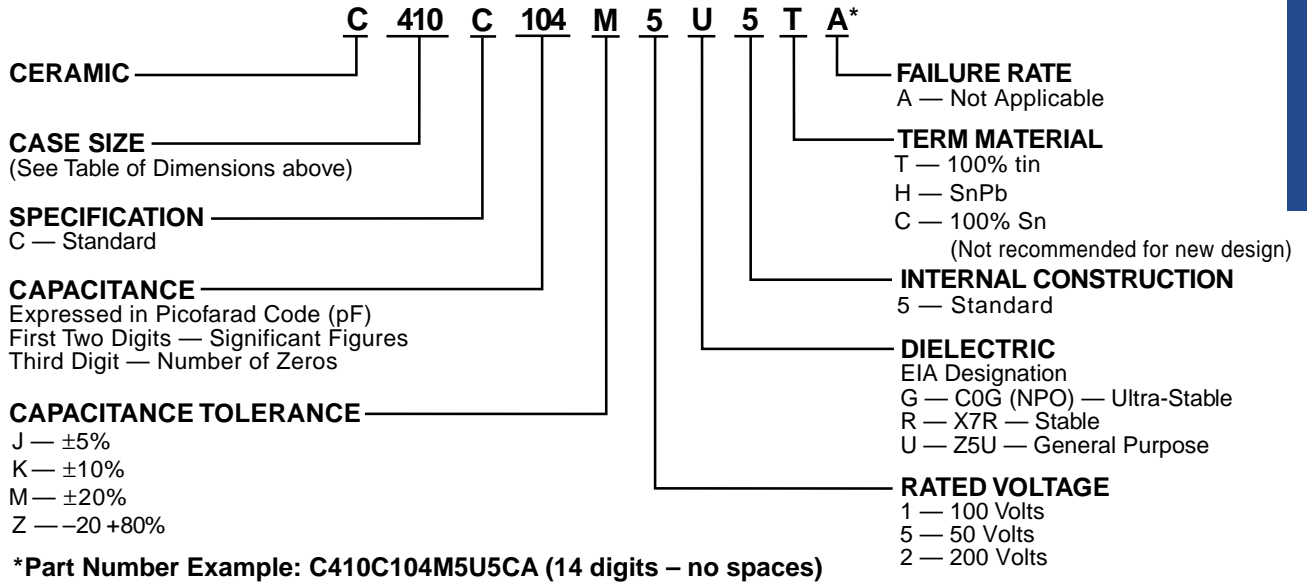 C 410 C 104 M 5 U 5 T A*
CERAMIC
CASE SIZE
(See Table of Dimensions above)
SPECIFICATION
C — Standard
CAPACITANCE
Expressed in Picofarad Code (pF)
First Two Digits — Significant Figures
Third Digit — Number of Zeros
CAPACITANCE TOLERANCE
J — ±5%
K — ±10%
M — ±20%
Z — –20 +80%
FAILURE RATE
A — Not Applicable
TERM MATERIAL
T — 100% tin
H — SnPb
C — 100% Sn
(Not recommended for new design)
INTERNAL CONSTRUCTION
5 — Standard
DIELECTRIC
EIA Designation
G — C0G (NPO) — Ultra-Stable
R — X7R — Stable
U — Z5U — General Purpose
RATED VOLTAGE
1 — 100 Volts
5 — 50 Volts
2 — 200 Volts
*Part Number Example: C410C104M5U5CA (14 digits – no spaces)